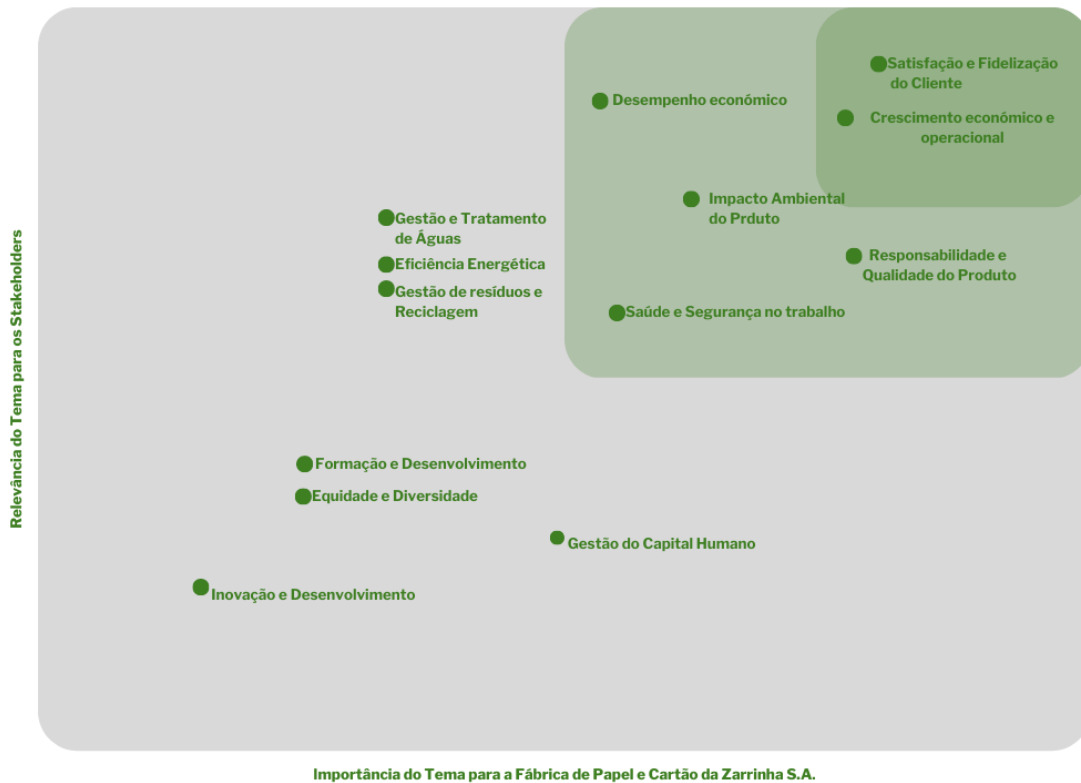 Satisfação e Fidelização
do Cliente
Desempenho económico
Crescimento económico e
operacional
Impacto Ambiental
do Prduto
Gestão e Tratamento
de Águas
Responsabilidade e
Qualidade do Produto
Eficiência Energética
Gestão de resíduos e
Reciclagem
Saúde e Segurança no trabalho
Relevância do Tema para os Stakeholders
Formação e Desenvolvimento
Equidade e Diversidade
Gestão do Capital Humano
Inovação e Desenvolvimento
Importância do Tema para a Fábrica de Papel e Cartão da Zarrinha S.A.